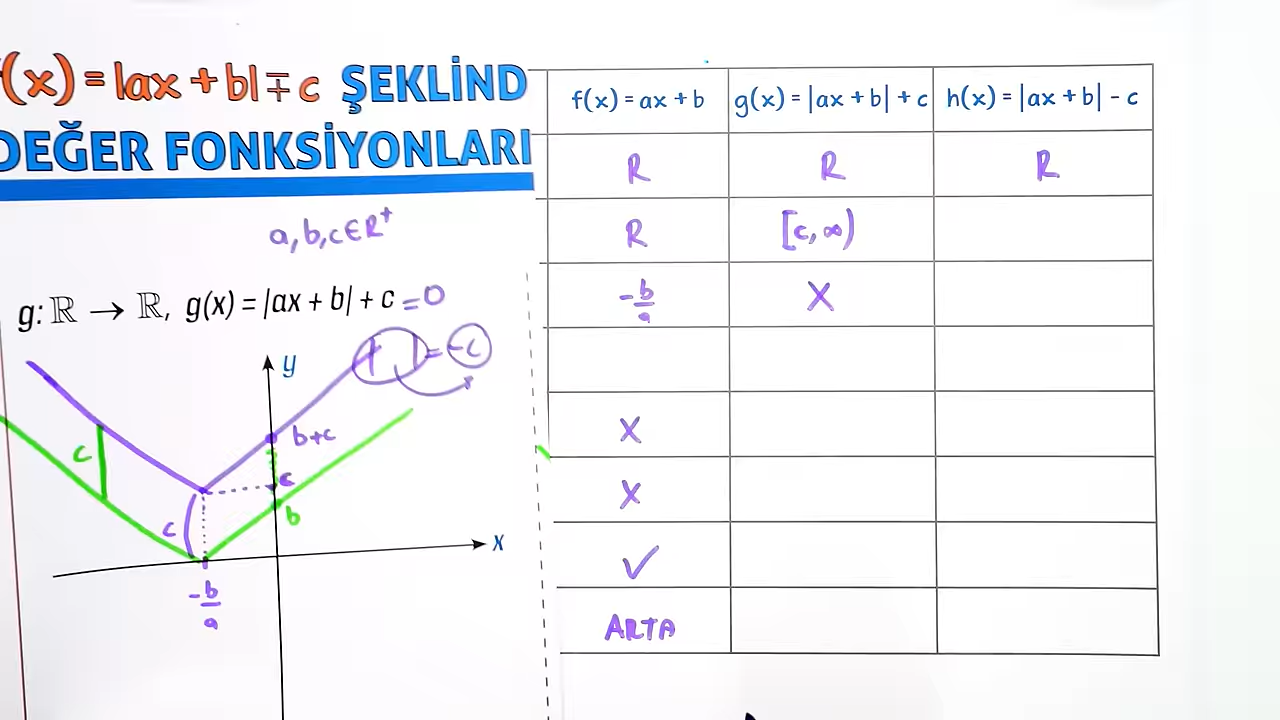 (x) = |ax + b| ∓ c ŞEKLİND
DEĞER FONKSİYONLARI
a, b, c ∈ R⁺
g: ℝ → ℝ, g(x) = |ax + b| + c = 0
| | = -c
y
b+c
c
c
c
b
x
-b/a
f(x) = ax + b g(x) = |ax + b| + c h(x) = |ax + b| - c
R R R
R [c, ∞)
-b/a X
X
X
✓
ARTA